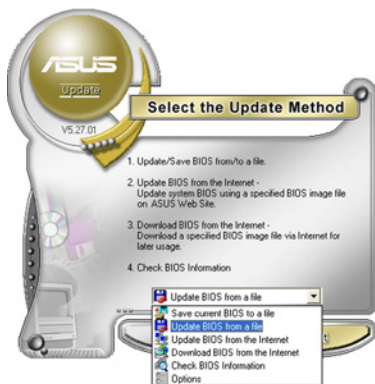 ASUS
Update
V5.27.01
Select the Update Method
1. Update/Save BIOS from/to a file.
2. Update BIOS from the Internet -
Update system BIOS using a specified BIOS image file
on ASUS Web Site.
3. Download BIOS from the Internet -
Download a specified BIOS image file via Internet for
later usage.
4. Check BIOS Information
Update BIOS from a file
Save current BIOS to a file
Update BIOS from a file
Update BIOS from the Internet
Download BIOS from the Internet
Check BIOS Information
Options